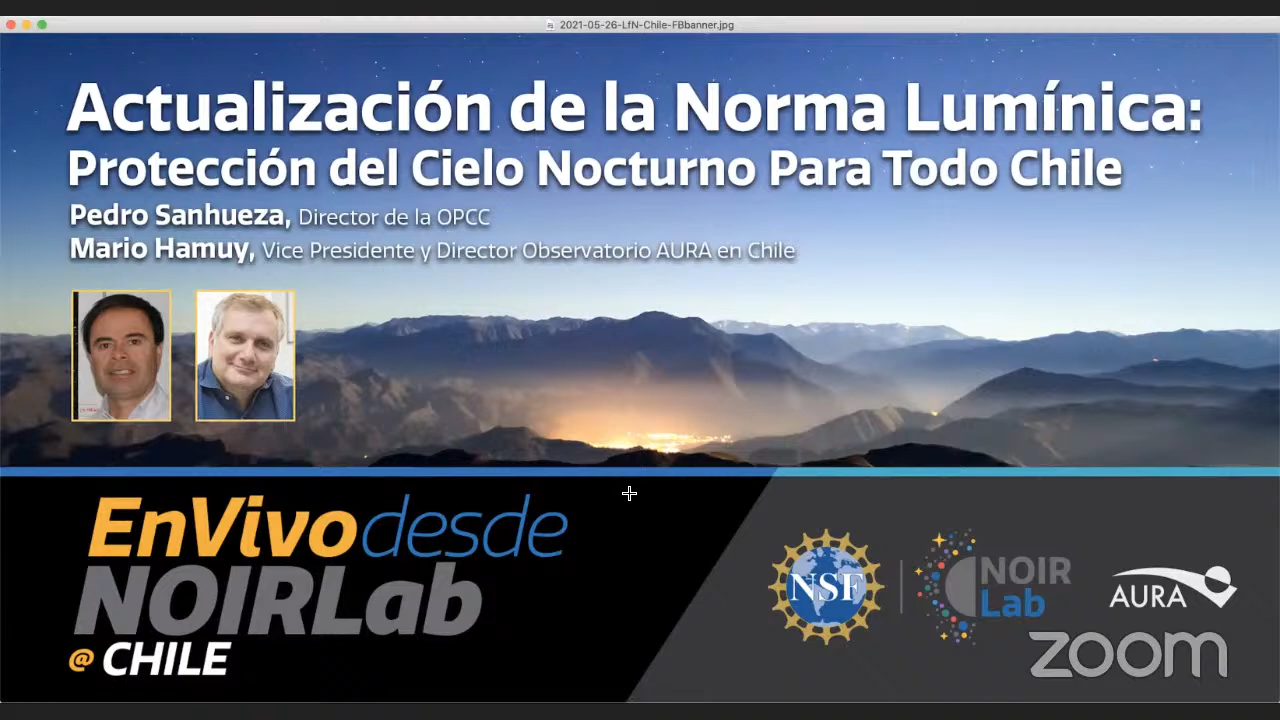 2021-05-26-LfN-Chile-FBbanner.jpg
Actualización de la Norma Lumínica:
Protección del Cielo Nocturno Para Todo Chile
Pedro Sanhueza, Director de la OPCC
Mario Hamuy, Vice Presidente y Director Observatorio AURA en Chile
EnVivo desde
NOIRLab
@ CHILE
NSF
NOIR
Lab
AURA
zoom